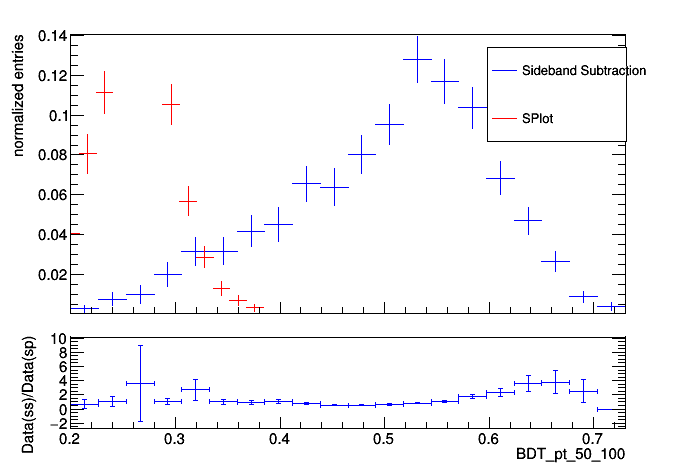 normalized entries
0.14
0.12
0.1
0.08
0.06
0.04
0.02
Sideband Subtraction
SPlot
Data(ss)/Data(sp)
10
8
6
4
2
0
−2
0.2 0.3 0.4 0.5 0.6 0.7
BDT_pt_50_100